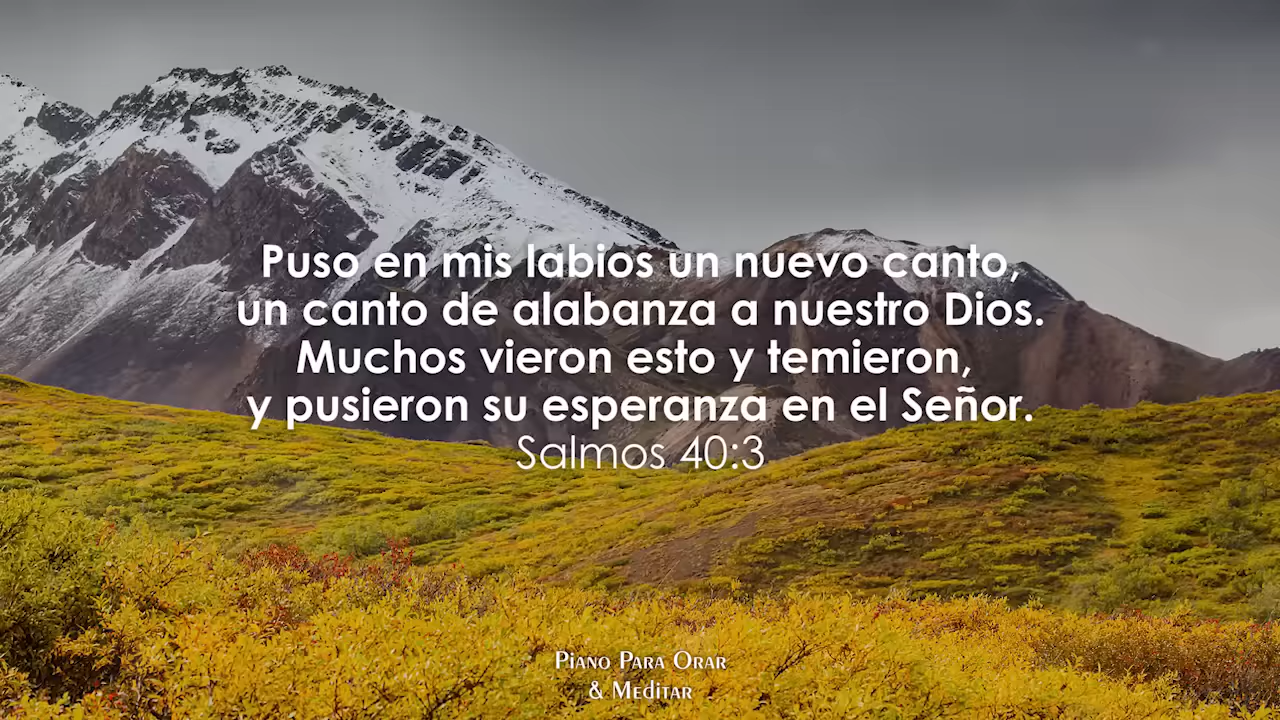 Puso en mis labios un nuevo canto,
un canto de alabanza a nuestro Dios.
Muchos vieron esto y temieron,
y pusieron su esperanza en el Señor.
Salmos 40:3
Piano Para Orar
& Meditar